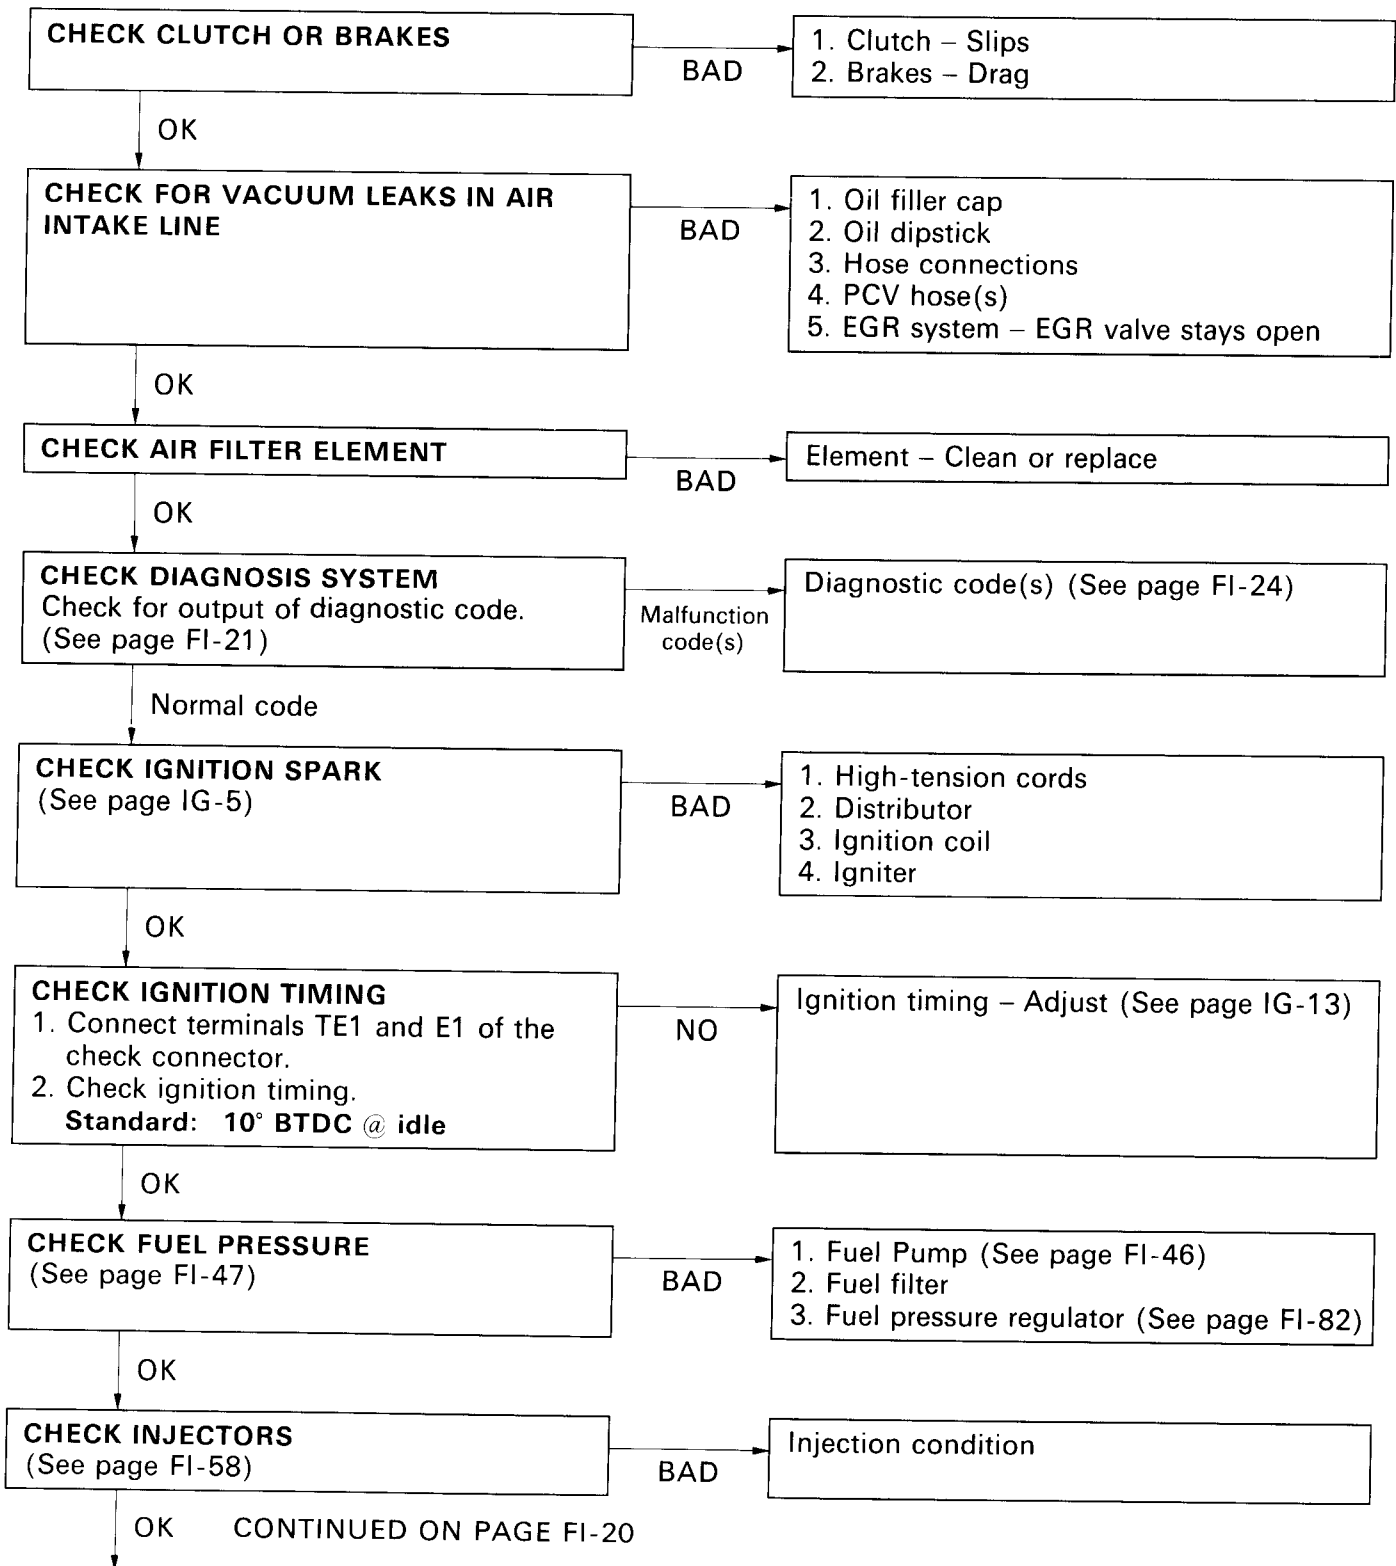 CHECK CLUTCH OR BRAKES
BAD
1. Clutch – Slips
2. Brakes – Drag
OK
CHECK FOR VACUUM LEAKS IN AIR
INTAKE LINE
BAD
1. Oil filler cap
2. Oil dipstick
3. Hose connections
4. PCV hose(s)
5. EGR system – EGR valve stays open
OK
CHECK AIR FILTER ELEMENT
BAD
Element – Clean or replace
OK
CHECK DIAGNOSIS SYSTEM
Check for output of diagnostic code.
(See page FI-21)
Malfunction
code(s)
Diagnostic code(s) (See page FI-24)
Normal code
CHECK IGNITION SPARK
(See page IG-5)
BAD
1. High-tension cords
2. Distributor
3. Ignition coil
4. Igniter
OK
CHECK IGNITION TIMING
1. Connect terminals TE1 and E1 of the
check connector.
2. Check ignition timing.
Standard: 10° BTDC @ idle
NO
Ignition timing – Adjust (See page IG-13)
OK
CHECK FUEL PRESSURE
(See page FI-47)
BAD
1. Fuel Pump (See page FI-46)
2. Fuel filter
3. Fuel pressure regulator (See page FI-82)
OK
CHECK INJECTORS
(See page FI-58)
BAD
Injection condition
OK CONTINUED ON PAGE FI-20